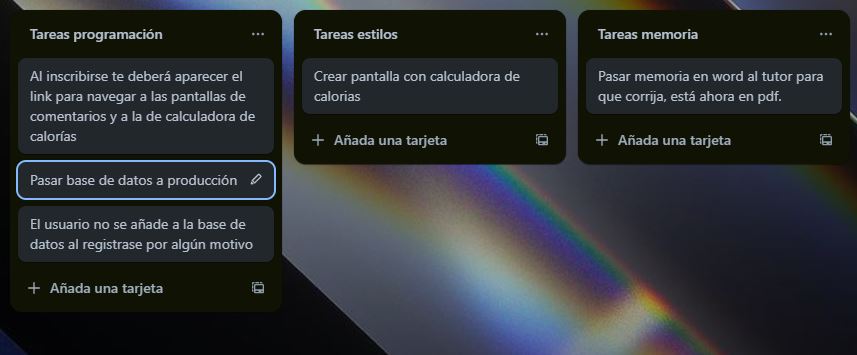 Tareas programación
Al inscribirse te deberá aparecer el
link para navegar a las pantallas de
comentarios y a la de calculadora de
calorías
Pasar base de datos a producción
El usuario no se añade a la base de
datos al registrase por algún motivo
Añada una tarjeta
Tareas estilos
Crear pantalla con calculadora de
calorias
Añada una tarjeta
Tareas memoria
Pasar memoria en word al tutor para
que corrija, está ahora en pdf.
Añada una tarjeta